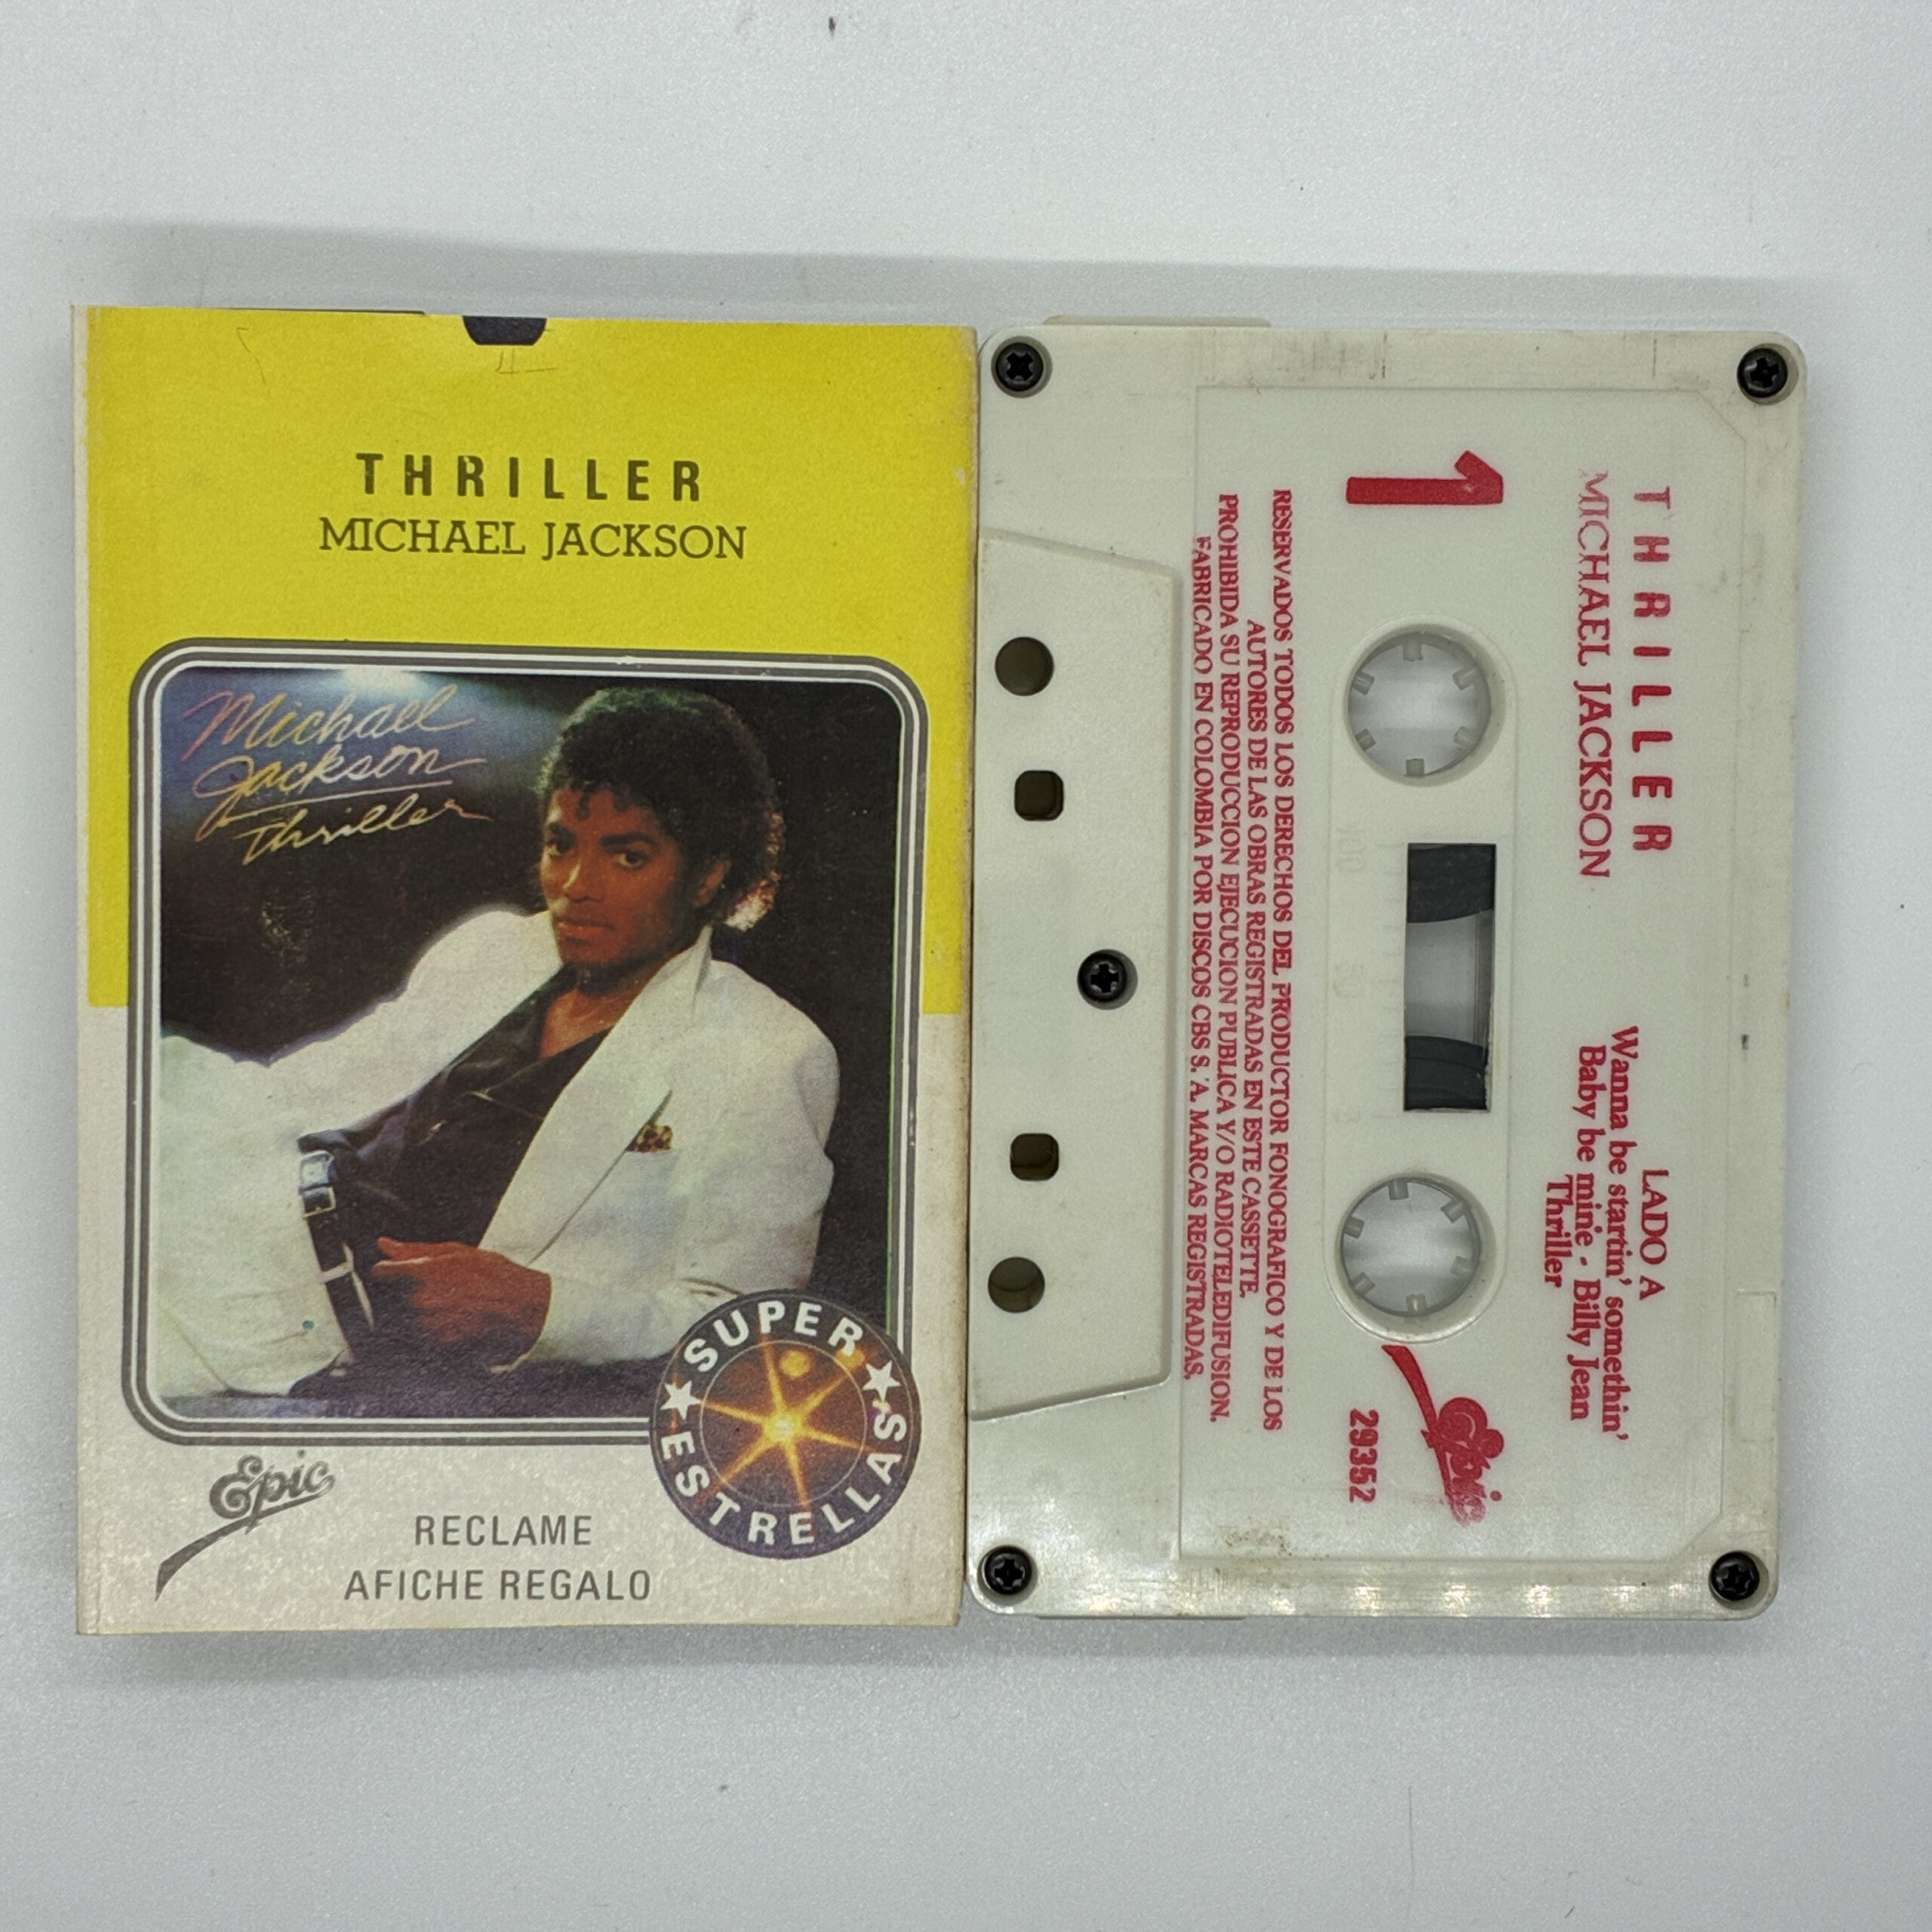 THRILLER
MICHAEL JACKSON
Michael
Jackson
Thriller
SUPER
ESTRELLAS
Epic
RECLAME
AFICHE REGALO
THRILLER
MICHAEL JACKSON
LADO A
Wanna be startin' somethin'
Baby be mine - Billy Jean
Thriller
1
Epic
29352
RESERVADOS TODOS LOS DERECHOS DEL PRODUCTOR FONOGRAFICO Y DE LOS
AUTORES DE LAS OBRAS REGISTRADAS EN ESTE CASSETTE.
PROHIBIDA SU REPRODUCCION EJECUCION PUBLICA Y/O RADIOTELEDIFUSION.
FABRICADO EN COLOMBIA POR DISCOS CBS S. A. MARCAS REGISTRADAS.